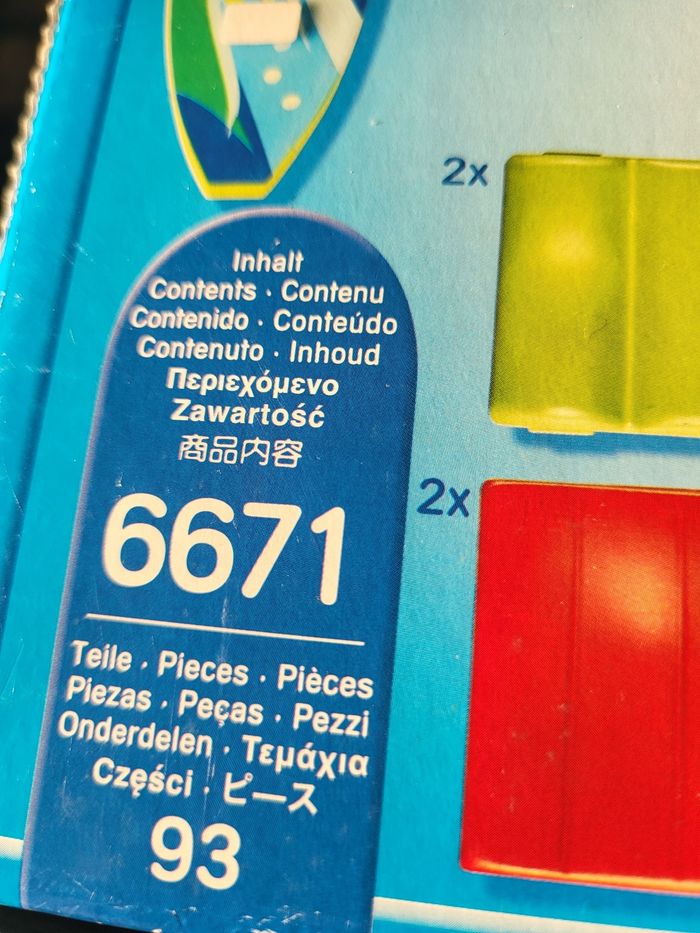 2x
Inhalt
Contents · Contenu
Contenido · Conteúdo
Contenuto · Inhoud
Περιεχόμενο
Zawartość
商品内容
2x
6671
Teile · Pieces · Pièces
Piezas · Peças · Pezzi
Onderdelen · Τεμάχια
Części · ピース
93